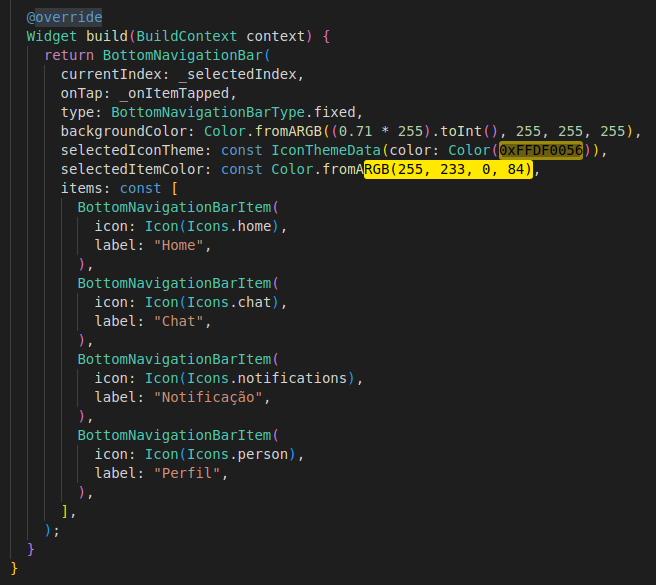 @override
Widget build(BuildContext context) {
return BottomNavigationBar(
currentIndex: _selectedIndex,
onTap: _onItemTapped,
type: BottomNavigationBarType.fixed,
backgroundColor: Color.fromARGB((0.71 * 255).toInt(), 255, 255, 255),
selectedIconTheme: const IconThemeData(color: Color(0xFFDF0056)),
selectedItemColor: const Color.fromARGB(255, 233, 0, 84),
items: const [
BottomNavigationBarItem(
icon: Icon(Icons.home),
label: "Home",
),
BottomNavigationBarItem(
icon: Icon(Icons.chat),
label: "Chat",
),
BottomNavigationBarItem(
icon: Icon(Icons.notifications),
label: "Notificação",
),
BottomNavigationBarItem(
icon: Icon(Icons.person),
label: "Perfil",
),
],
);
}
}